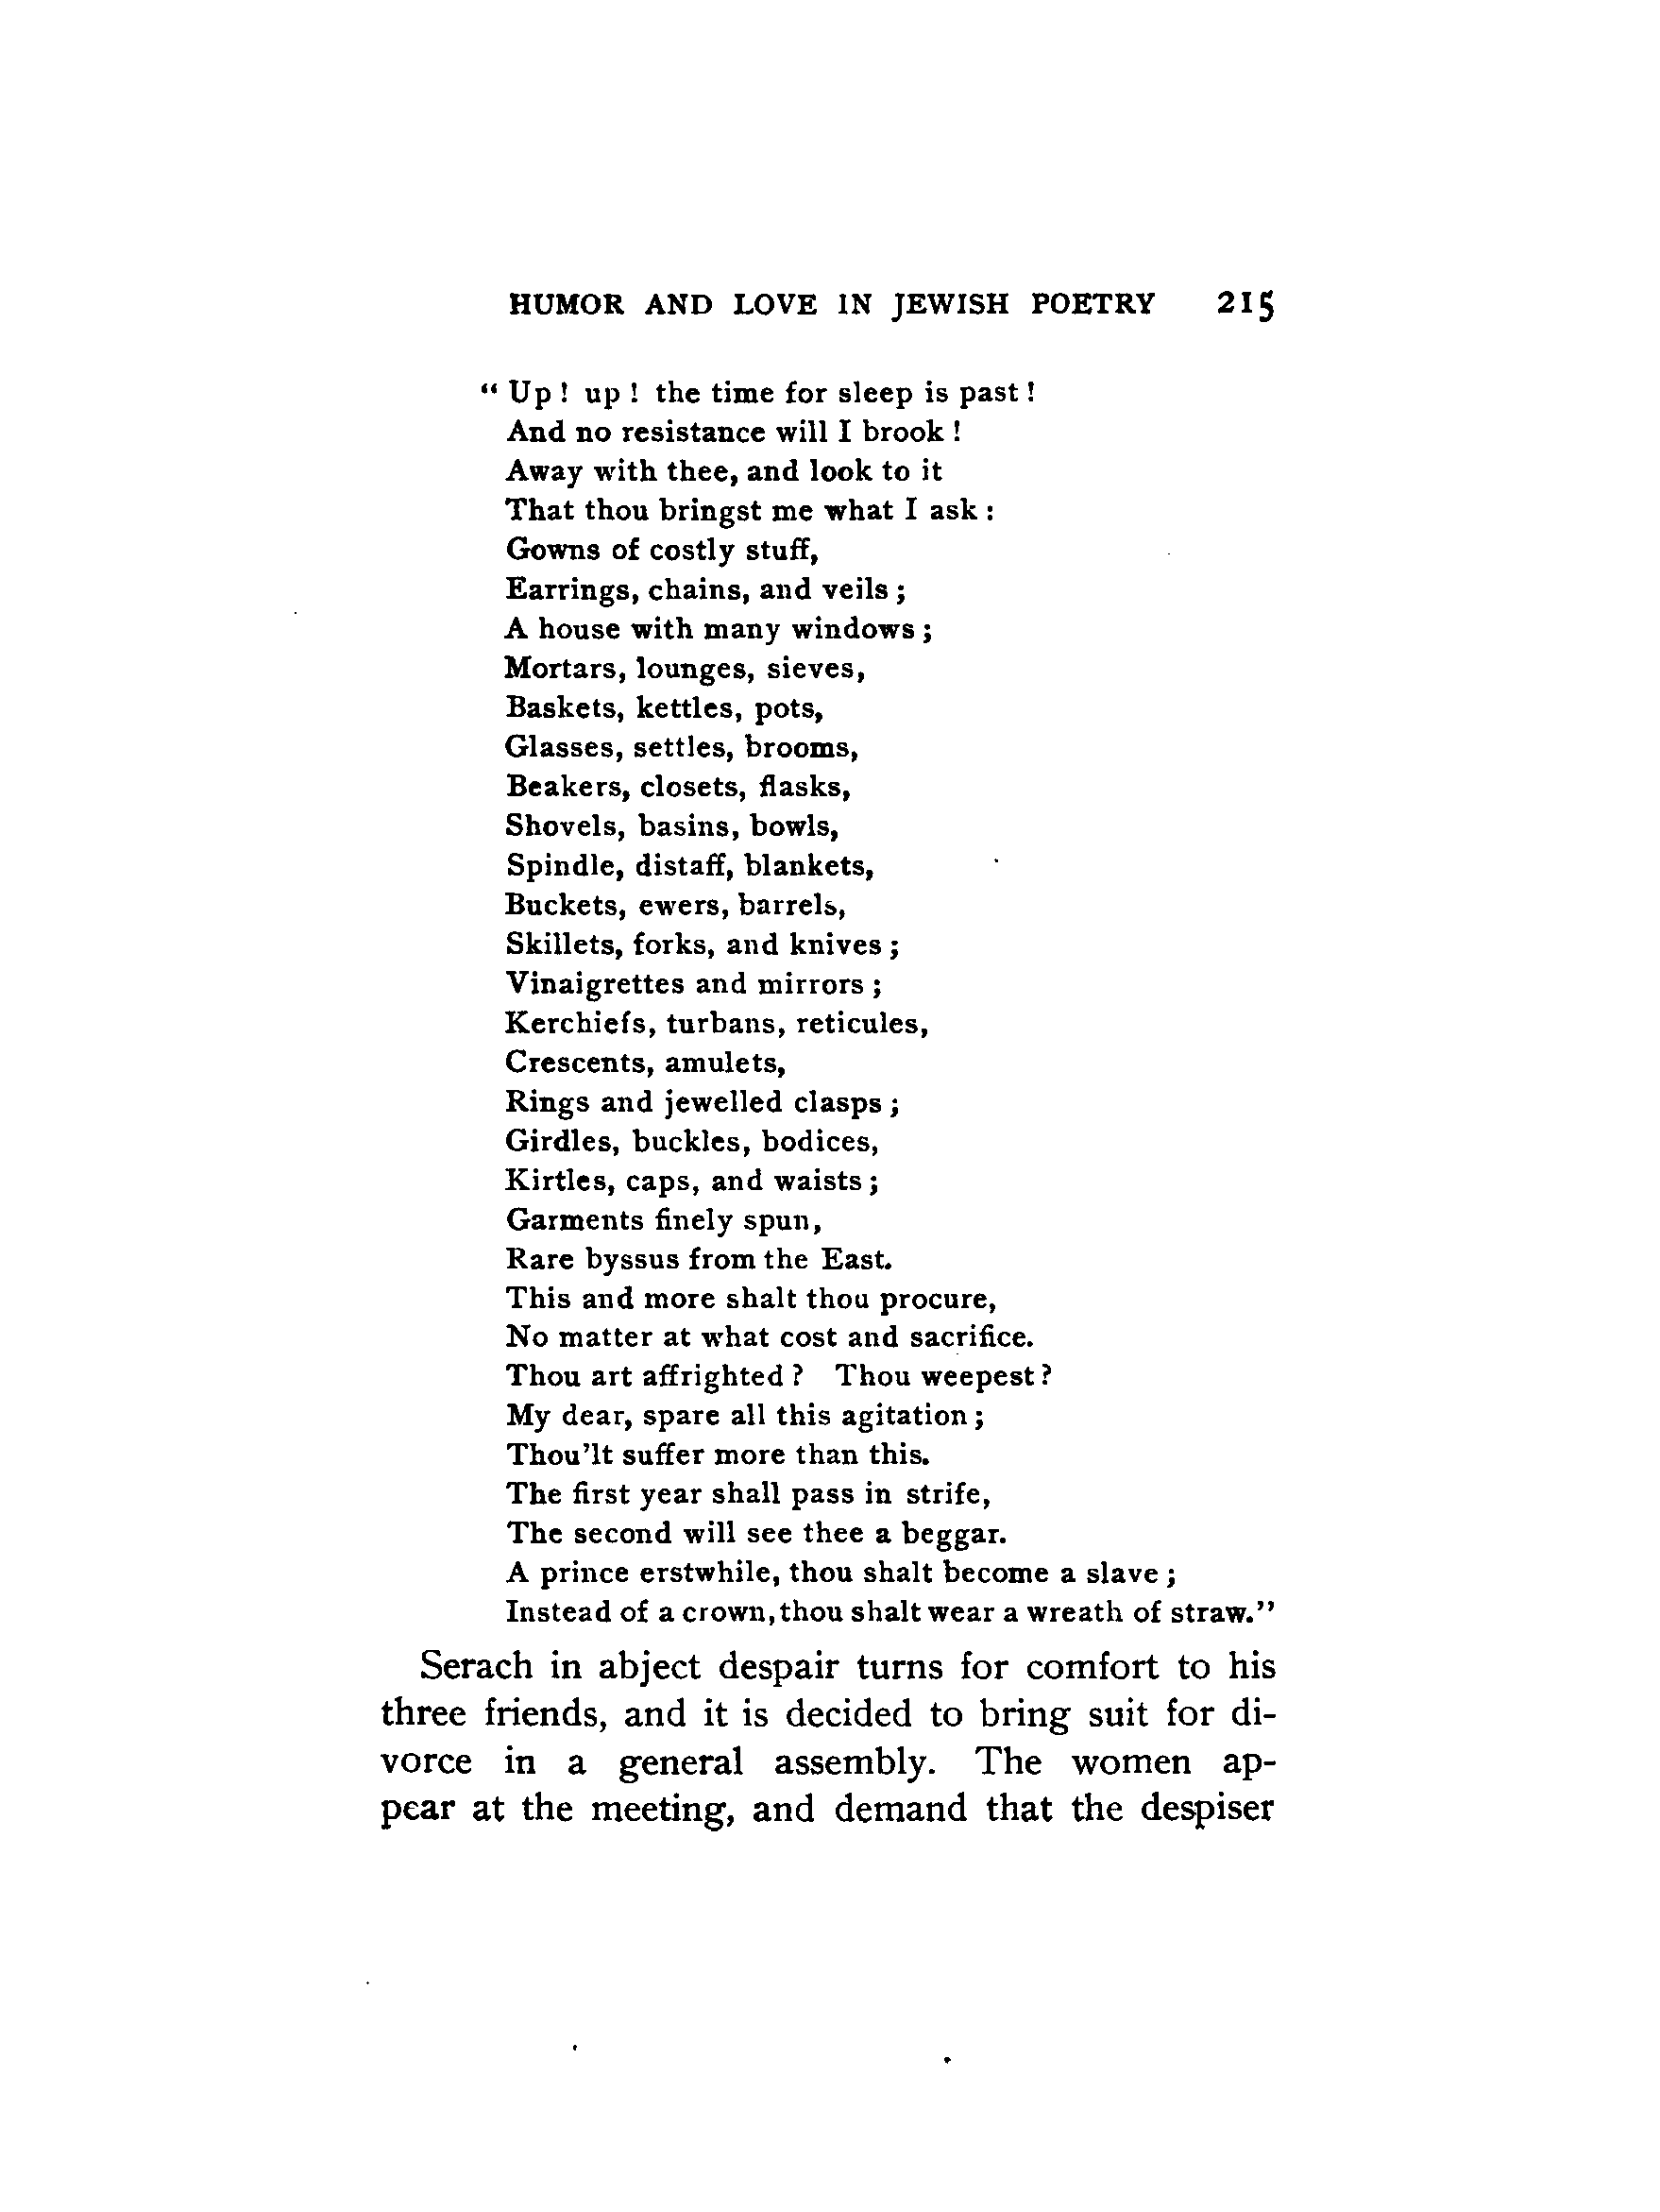 HUMOR AND LOVE IN JEWISH POETRY 215
“ Up ! up ! the time for sleep is past !
And no resistance will I brook !
Away with thee, and look to it
That thou bringst me what I ask :
Gowns of costly stuff,
Earrings, chains, and veils ;
A house with many windows ;
Mortars, lounges, sieves,
Baskets, kettles, pots,
Glasses, settles, brooms,
Beakers, closets, flasks,
Shovels, basins, bowls,
Spindle, distaff, blankets,
Buckets, ewers, barrels,
Skillets, forks, and knives ;
Vinaigrettes and mirrors ;
Kerchiefs, turbans, reticules,
Crescents, amulets,
Rings and jewelled clasps ;
Girdles, buckles, bodices,
Kirtles, caps, and waists ;
Garments finely spun,
Rare byssus from the East.
This and more shalt thou procure,
No matter at what cost and sacrifice.
Thou art affrighted ? Thou weepest ?
My dear, spare all this agitation ;
Thou’lt suffer more than this.
The first year shall pass in strife,
The second will see thee a beggar.
A prince erstwhile, thou shalt become a slave ;
Instead of a crown, thou shalt wear a wreath of straw.”
Serach in abject despair turns for comfort to his
three friends, and it is decided to bring suit for di-
vorce in a general assembly. The women ap-
pear at the meeting, and demand that the despiser